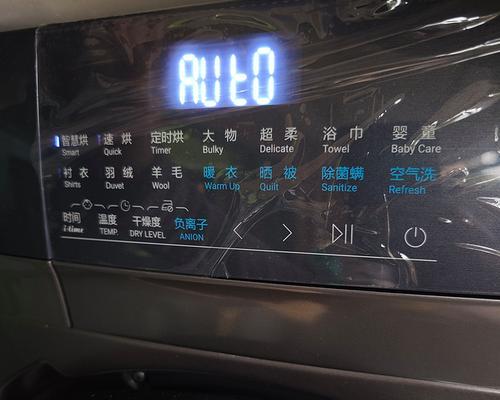 AUtO
智慧烘 速烘 定时烘 大物 超柔 浴巾 婴童
Smart Quick Timer Bulky Delicate Towel Baby Care
衬衣 羽绒 羊毛 暖衣 晒被 除菌螨 空气洗
Shirts Duvet Wool Warm Up Quilt Sanitize Refresh
时间 温度 干燥度 负离子
i-time TEMP DRY LEVEL ANION